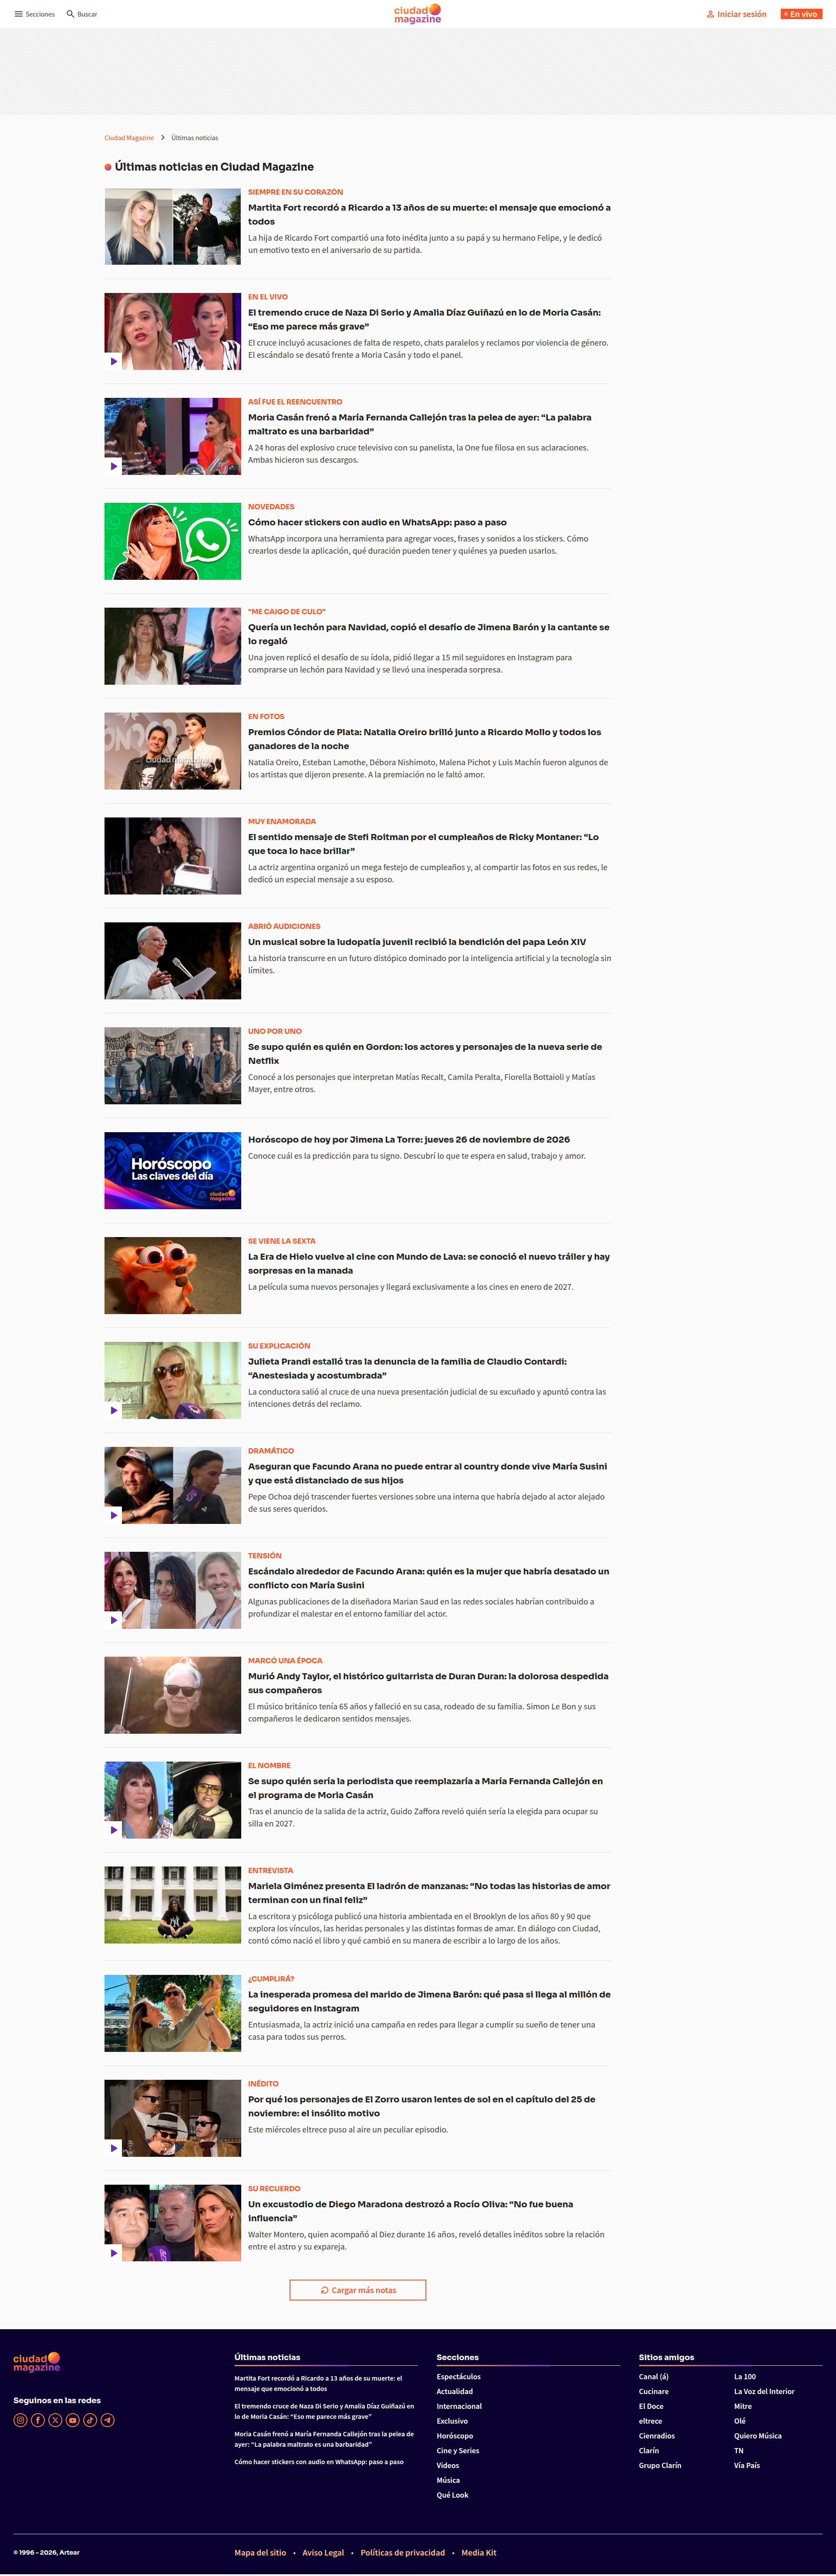 Secciones
Buscar
ciudad
magazine
Iniciar sesión
En vivo
Ciudad Magazine
Últimas noticias
Últimas noticias en Ciudad Magazine
SIEMPRE EN SU CORAZÓN
Martita Fort recordó a Ricardo a 13 años de su muerte: el mensaje que emocionó a
todos
La hija de Ricardo Fort compartió una foto inédita junto a su papá y su hermano Felipe, y le dedicó
un emotivo texto en el aniversario de su partida.
EN EL VIVO
El tremendo cruce de Naza Di Serio y Amalia Díaz Guiñazú en lo de Moria Casán:
“Eso me parece más grave”
El cruce incluyó acusaciones de falta de respeto, chats paralelos y reclamos por violencia de género.
El escándalo se desató frente a Moria Casán y todo el panel.
ASÍ FUE EL REENCUENTRO
Moria Casán frenó a María Fernanda Callejón tras la pelea de ayer: “La palabra
maltrato es una barbaridad”
A 24 horas del explosivo cruce televisivo con su panelista, la One fue filosa en sus aclaraciones.
Ambas hicieron sus descargos.
NOVEDADES
Cómo hacer stickers con audio en WhatsApp: paso a paso
WhatsApp incorpora una herramienta para agregar voces, frases y sonidos a los stickers. Cómo
crearlos desde la aplicación, qué duración pueden tener y quiénes ya pueden usarlos.
"ME CAIGO DE CULO"
Quería un lechón para Navidad, copió el desafío de Jimena Barón y la cantante se
lo regaló
Una joven replicó el desafío de su ídola, pidió llegar a 15 mil seguidores en Instagram para
comprarse un lechón para Navidad y se llevó una inesperada sorpresa.
EN FOTOS
Premios Cóndor de Plata: Natalia Oreiro brilló junto a Ricardo Mollo y todos los
ganadores de la noche
Natalia Oreiro, Esteban Lamothe, Débora Nishimoto, Malena Pichot y Luis Machín fueron algunos de
los artistas que dijeron presente. A la premiación no le faltó amor.
ciudad magazine
MUY ENAMORADA
El sentido mensaje de Stefi Roitman por el cumpleaños de Ricky Montaner: “Lo
que toca lo hace brillar”
La actriz argentina organizó un mega festejo de cumpleaños y, al compartir las fotos en sus redes, le
dedicó un especial mensaje a su esposo.
ABRIÓ AUDICIONES
Un musical sobre la ludopatía juvenil recibió la bendición del papa León XIV
La historia transcurre en un futuro distópico dominado por la inteligencia artificial y la tecnología sin
límites.
UNO POR UNO
Se supo quién es quién en Gordon: los actores y personajes de la nueva serie de
Netflix
Conocé a los personajes que interpretan Matías Recalt, Camila Peralta, Fiorella Bottaioli y Matías
Mayer, entre otros.
Horóscopo
Las claves del día
ciudad
magazine
Horóscopo de hoy por Jimena La Torre: jueves 26 de noviembre de 2026
Conoce cuál es la predicción para tu signo. Descubrí lo que te espera en salud, trabajo y amor.
SE VIENE LA SEXTA
La Era de Hielo vuelve al cine con Mundo de Lava: se conoció el nuevo tráiler y hay
sorpresas en la manada
La película suma nuevos personajes y llegará exclusivamente a los cines en enero de 2027.
SU EXPLICACIÓN
Julieta Prandi estalló tras la denuncia de la familia de Claudio Contardi:
“Anestesiada y acostumbrada”
La conductora salió al cruce de una nueva presentación judicial de su excuñado y apuntó contra las
intenciones detrás del reclamo.
DRAMÁTICO
Aseguran que Facundo Arana no puede entrar al country donde vive María Susini
y que está distanciado de sus hijos
Pepe Ochoa dejó trascender fuertes versiones sobre una interna que habría dejado al actor alejado
de sus seres queridos.
TENSIÓN
Escándalo alrededor de Facundo Arana: quién es la mujer que habría desatado un
conflicto con María Susini
Algunas publicaciones de la diseñadora Marian Saud en las redes sociales habrían contribuido a
profundizar el malestar en el entorno familiar del actor.
MARCÓ UNA ÉPOCA
Murió Andy Taylor, el histórico guitarrista de Duran Duran: la dolorosa despedida
sus compañeros
El músico británico tenía 65 años y falleció en su casa, rodeado de su familia. Simon Le Bon y sus
compañeros le dedicaron sentidos mensajes.
EL NOMBRE
Se supo quién sería la periodista que reemplazaría a María Fernanda Callejón en
el programa de Moria Casán
Tras el anuncio de la salida de la actriz, Guido Zaffora reveló quién sería la elegida para ocupar su
silla en 2027.
ENTREVISTA
Mariela Giménez presenta El ladrón de manzanas: “No todas las historias de amor
terminan con un final feliz”
La escritora y psicóloga publicó una historia ambientada en el Brooklyn de los años 80 y 90 que
explora los vínculos, las heridas personales y las distintas formas de amar. En diálogo con Ciudad,
contó cómo nació el libro y qué cambió en su manera de escribir a lo largo de los años.
¿CUMPLIRÁ?
La inesperada promesa del marido de Jimena Barón: qué pasa si llega al millón de
seguidores en Instagram
Entusiasmada, la actriz inició una campaña en redes para llegar a cumplir su sueño de tener una
casa para todos sus perros.
INÉDITO
Por qué los personajes de El Zorro usaron lentes de sol en el capítulo del 25 de
noviembre: el insólito motivo
Este miércoles eltrece puso al aire un peculiar episodio.
SU RECUERDO
Un excustodio de Diego Maradona destrozó a Rocío Oliva: “No fue buena
influencia”
Walter Montero, quien acompañó al Diez durante 16 años, reveló detalles inéditos sobre la relación
entre el astro y su expareja.
Cargar más notas
ciudad
magazine
Seguinos en las redes
Últimas noticias
Martita Fort recordó a Ricardo a 13 años de su muerte: el
mensaje que emocionó a todos
El tremendo cruce de Naza Di Serio y Amalia Díaz Guiñazú en
lo de Moria Casán: “Eso me parece más grave”
Moria Casán frenó a María Fernanda Callejón tras la pelea de
ayer: “La palabra maltrato es una barbaridad”
Cómo hacer stickers con audio en WhatsApp: paso a paso
Secciones
Espectáculos
Actualidad
Internacional
Exclusivo
Horóscopo
Cine y Series
Videos
Música
Qué Look
Sitios amigos
Canal (á)
Cucinare
El Doce
eltrece
Cienradios
Clarín
Grupo Clarín
La 100
La Voz del Interior
Mitre
Olé
Quiero Música
TN
Vía País
© 1996 - 2026, Artear
Mapa del sitio • Aviso Legal • Políticas de privacidad • Media Kit